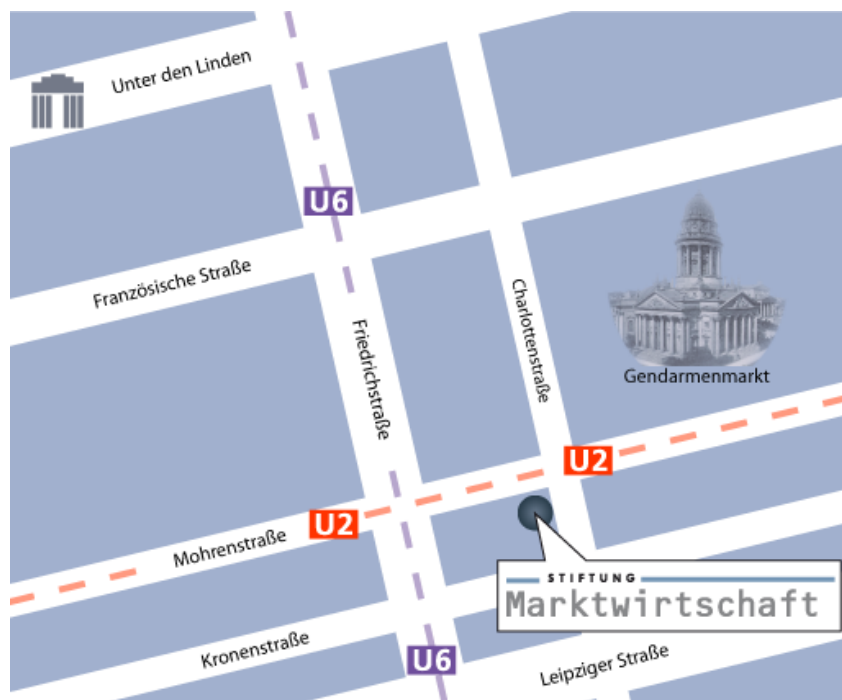 Unter den Linden
U6
Französische Straße
Friedrichstraße
Charlottenstraße
Gendarmenmarkt
U2
U2
Mohrenstraße
STIFTUNG
Marktwirtschaft
Kronenstraße
U6
Leipziger Straße